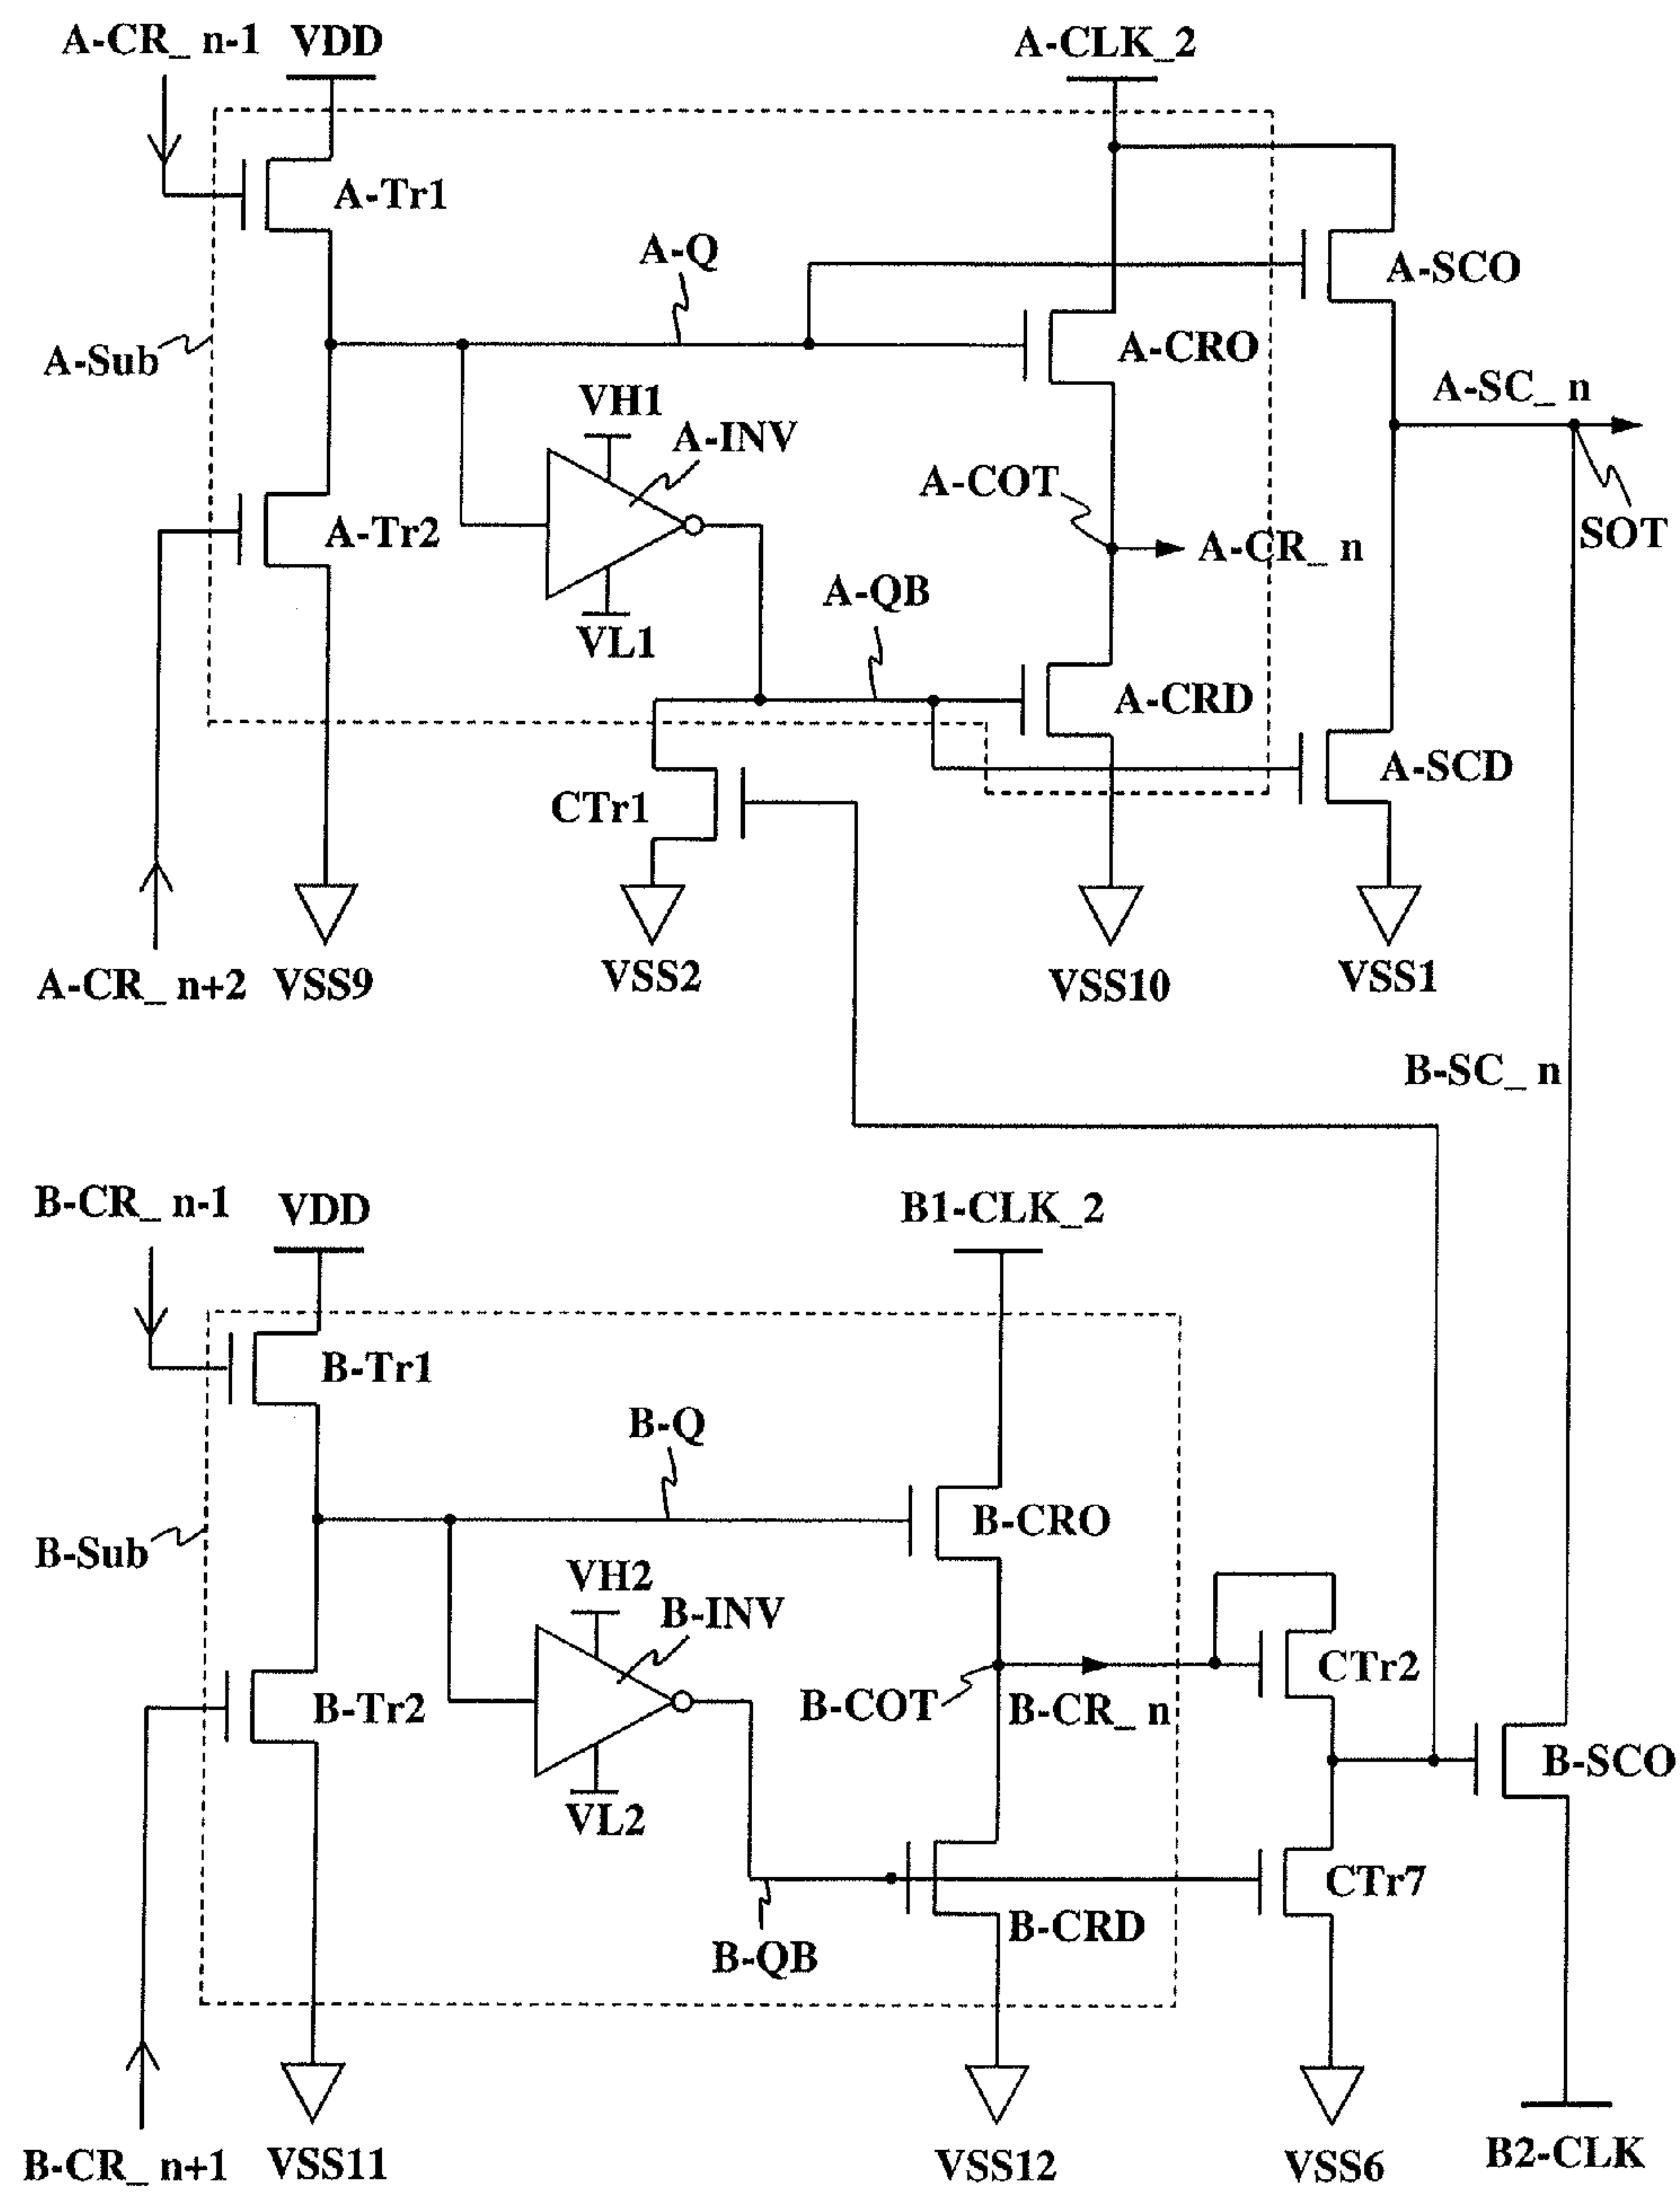 A-CR_ n-1 VDD A-CLK_2
A-Tr1
A-Q
A-SCO
A-Sub
A-CRO
VH1
A-INV
A-SC_ n
A-COT
A-Tr2
SOT
A-CR_ n
A-QB
VL1
A-CRD
A-SCD
CTr1
A-CR_ n+2 VSS9 VSS2 VSS10 VSS1
B-SC_ n
B-CR_ n-1 VDD B1-CLK_2
B-Tr1
B-Q
B-CRO
B-Sub
VH2
B-INV
CTr2
B-COT
B-CR_ n
B-Tr2
B-SCO
VL2
CTr7
B-CRD
B-QB
B-CR_ n+1 VSS11 VSS12 VSS6 B2-CLK